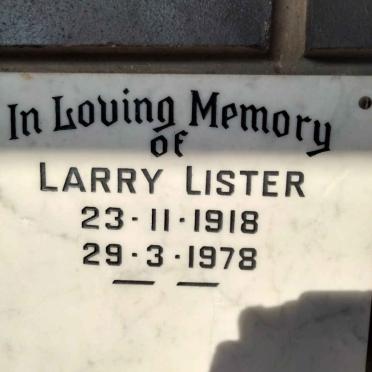 In Loving Memory
of
LARRY LISTER
23·11·1918
29·3·1978